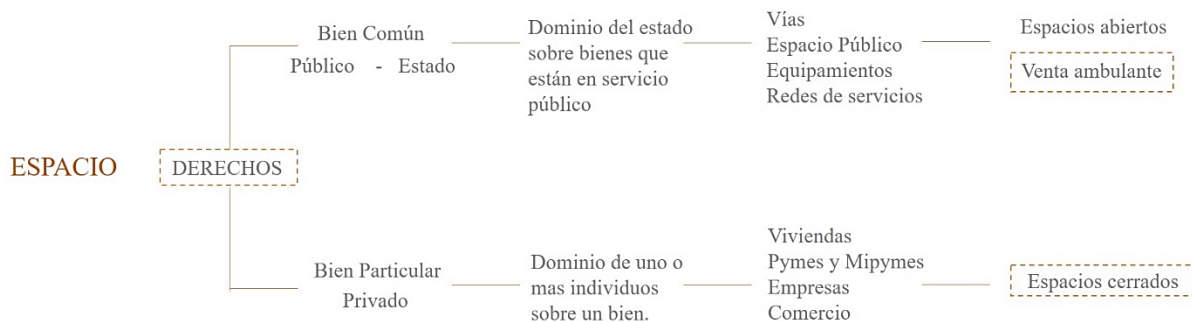 ESPACIO
DERECHOS
Bien Común
Público - Estado
Dominio del estado
sobre bienes que
están en servicio
público
Vías
Espacio Público
Equipamientos
Redes de servicios
Espacios abiertos
Venta ambulante
Bien Particular
Privado
Dominio de uno o
mas individuos
sobre un bien.
Viviendas
Pymes y Mipymes
Empresas
Comercio
Espacios cerrados